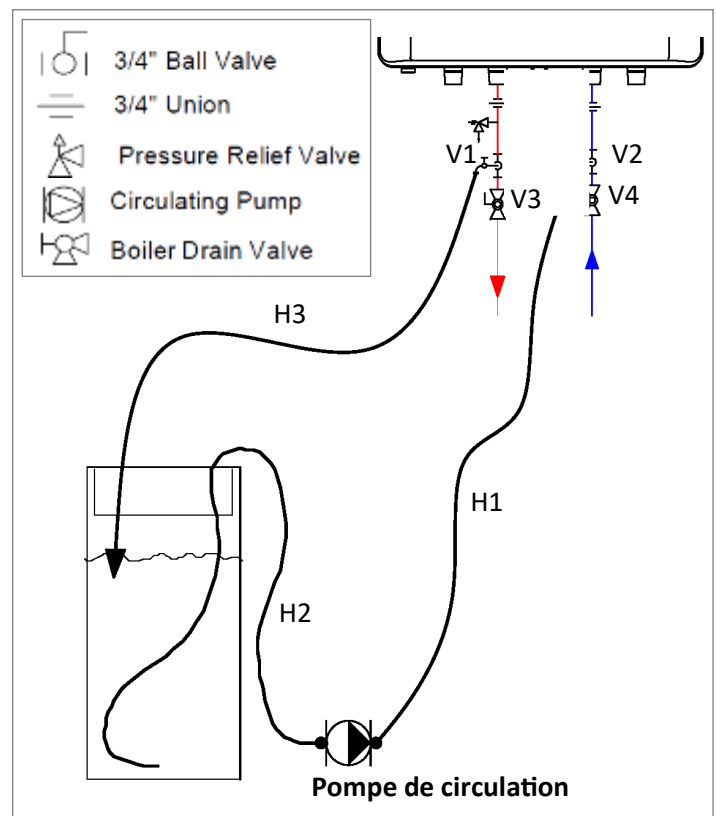 3/4" Ball Valve
3/4" Union
Pressure Relief Valve
Circulating Pump
Boiler Drain Valve
V1
V2
V3
V4
H3
H1
H2
Pompe de circulation